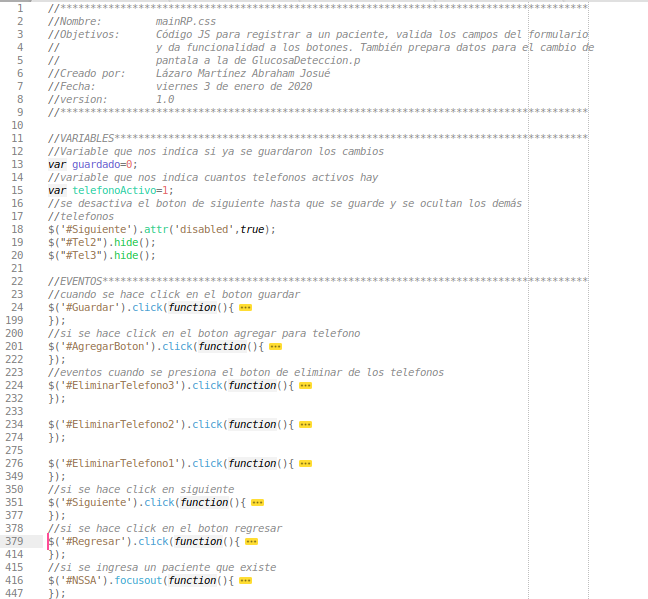 1 //****************************************************************************************
2 //Nombre: mainRP.css
3 //Objetivos: Código JS para registrar a un paciente, valida los campos del formulario
4 // y da funcionalidad a los botones. También prepara datos para el cambio de
5 // pantala a la de GlucosaDeteccion.p
6 //Creado por: Lázaro Martínez Abraham Josué
7 //Fecha: viernes 3 de enero de 2020
8 //version: 1.0
9 //****************************************************************************************
10
11 //VARIABLES*******************************************************************************
12 //Variable que nos indica si ya se guardaron los cambios
13 var guardado=0;
14 //variable que nos indica cuantos telefonos activos hay
15 var telefonoActivo=1;
16 //se desactiva el boton de siguiente hasta que se guarde y se ocultan los demás
17 //telefonos
18 $('#Siguiente').attr('disabled',true);
19 $("#Tel2").hide();
20 $("#Tel3").hide();
21
22 //EVENTOS*********************************************************************************
23 //cuando se hace click en el boton guardar
24 $('#Guardar').click(function(){ •••
199 });
200 //si se hace click en el boton agregar para telefono
201 $('#AgregarBoton').click(function(){ •••
222 });
223 //eventos cuando se presiona el boton de eliminar de los telefonos
224 $('#EliminarTelefono3').click(function(){ •••
232 });
233
234 $('#EliminarTelefono2').click(function(){ •••
274 });
275
276 $('#EliminarTelefono1').click(function(){ •••
349 });
350 //si se hace click en siguiente
351 $('#Siguiente').click(function(){ •••
377 });
378 //si se hace click en el boton regresar
379 $('#Regresar').click(function(){ •••
414 });
415 //si se ingresa un paciente que existe
416 $('#NSSA').focusout(function(){ •••
447 });